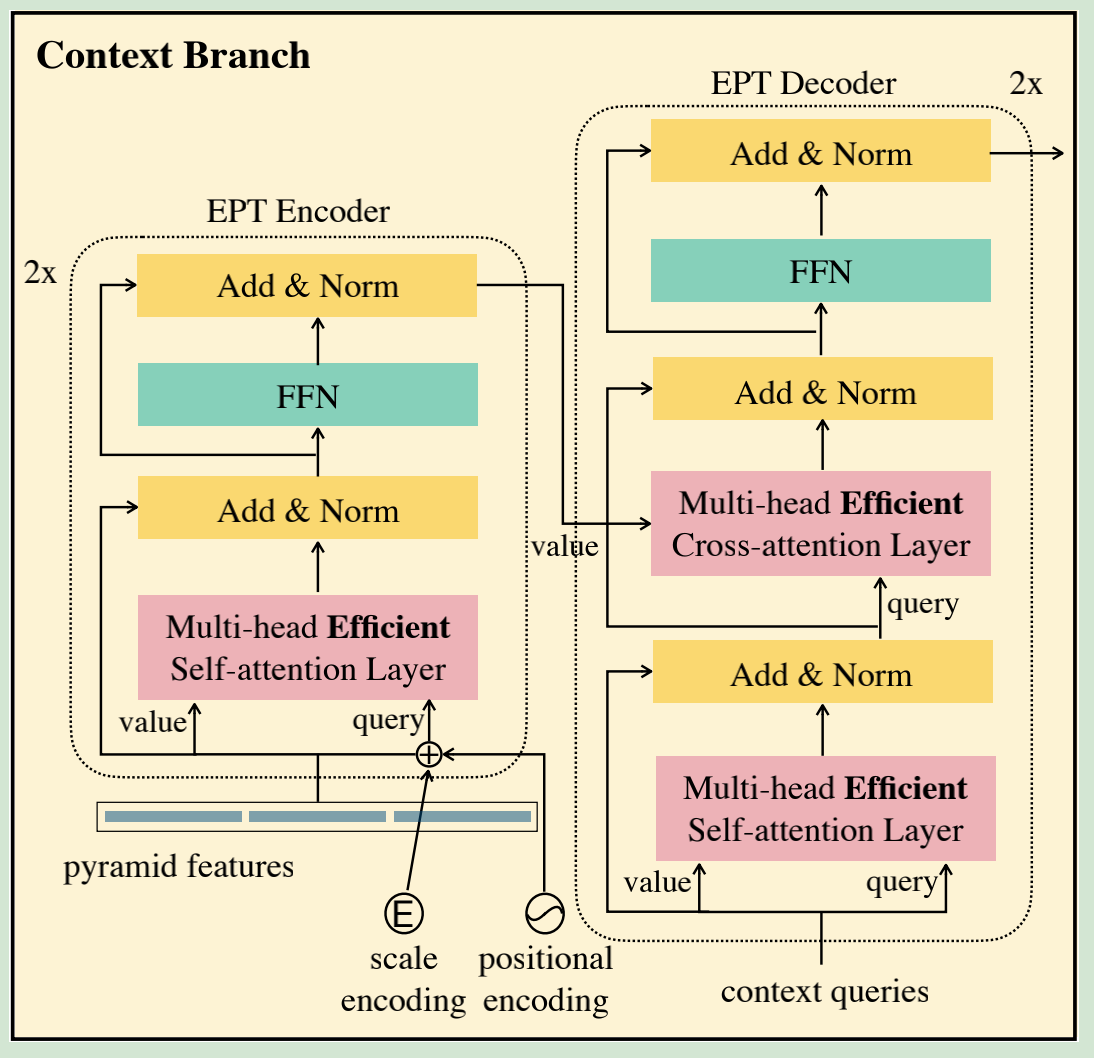 Context Branch
EPT Encoder
2x
Add & Norm
FFN
Add & Norm
Multi-head Efficient
Self-attention Layer
value
query
pyramid features
E
scale
encoding
positional
encoding
EPT Decoder
2x
Add & Norm
FFN
Add & Norm
Multi-head Efficient
Cross-attention Layer
value
query
Add & Norm
Multi-head Efficient
Self-attention Layer
value
query
context queries